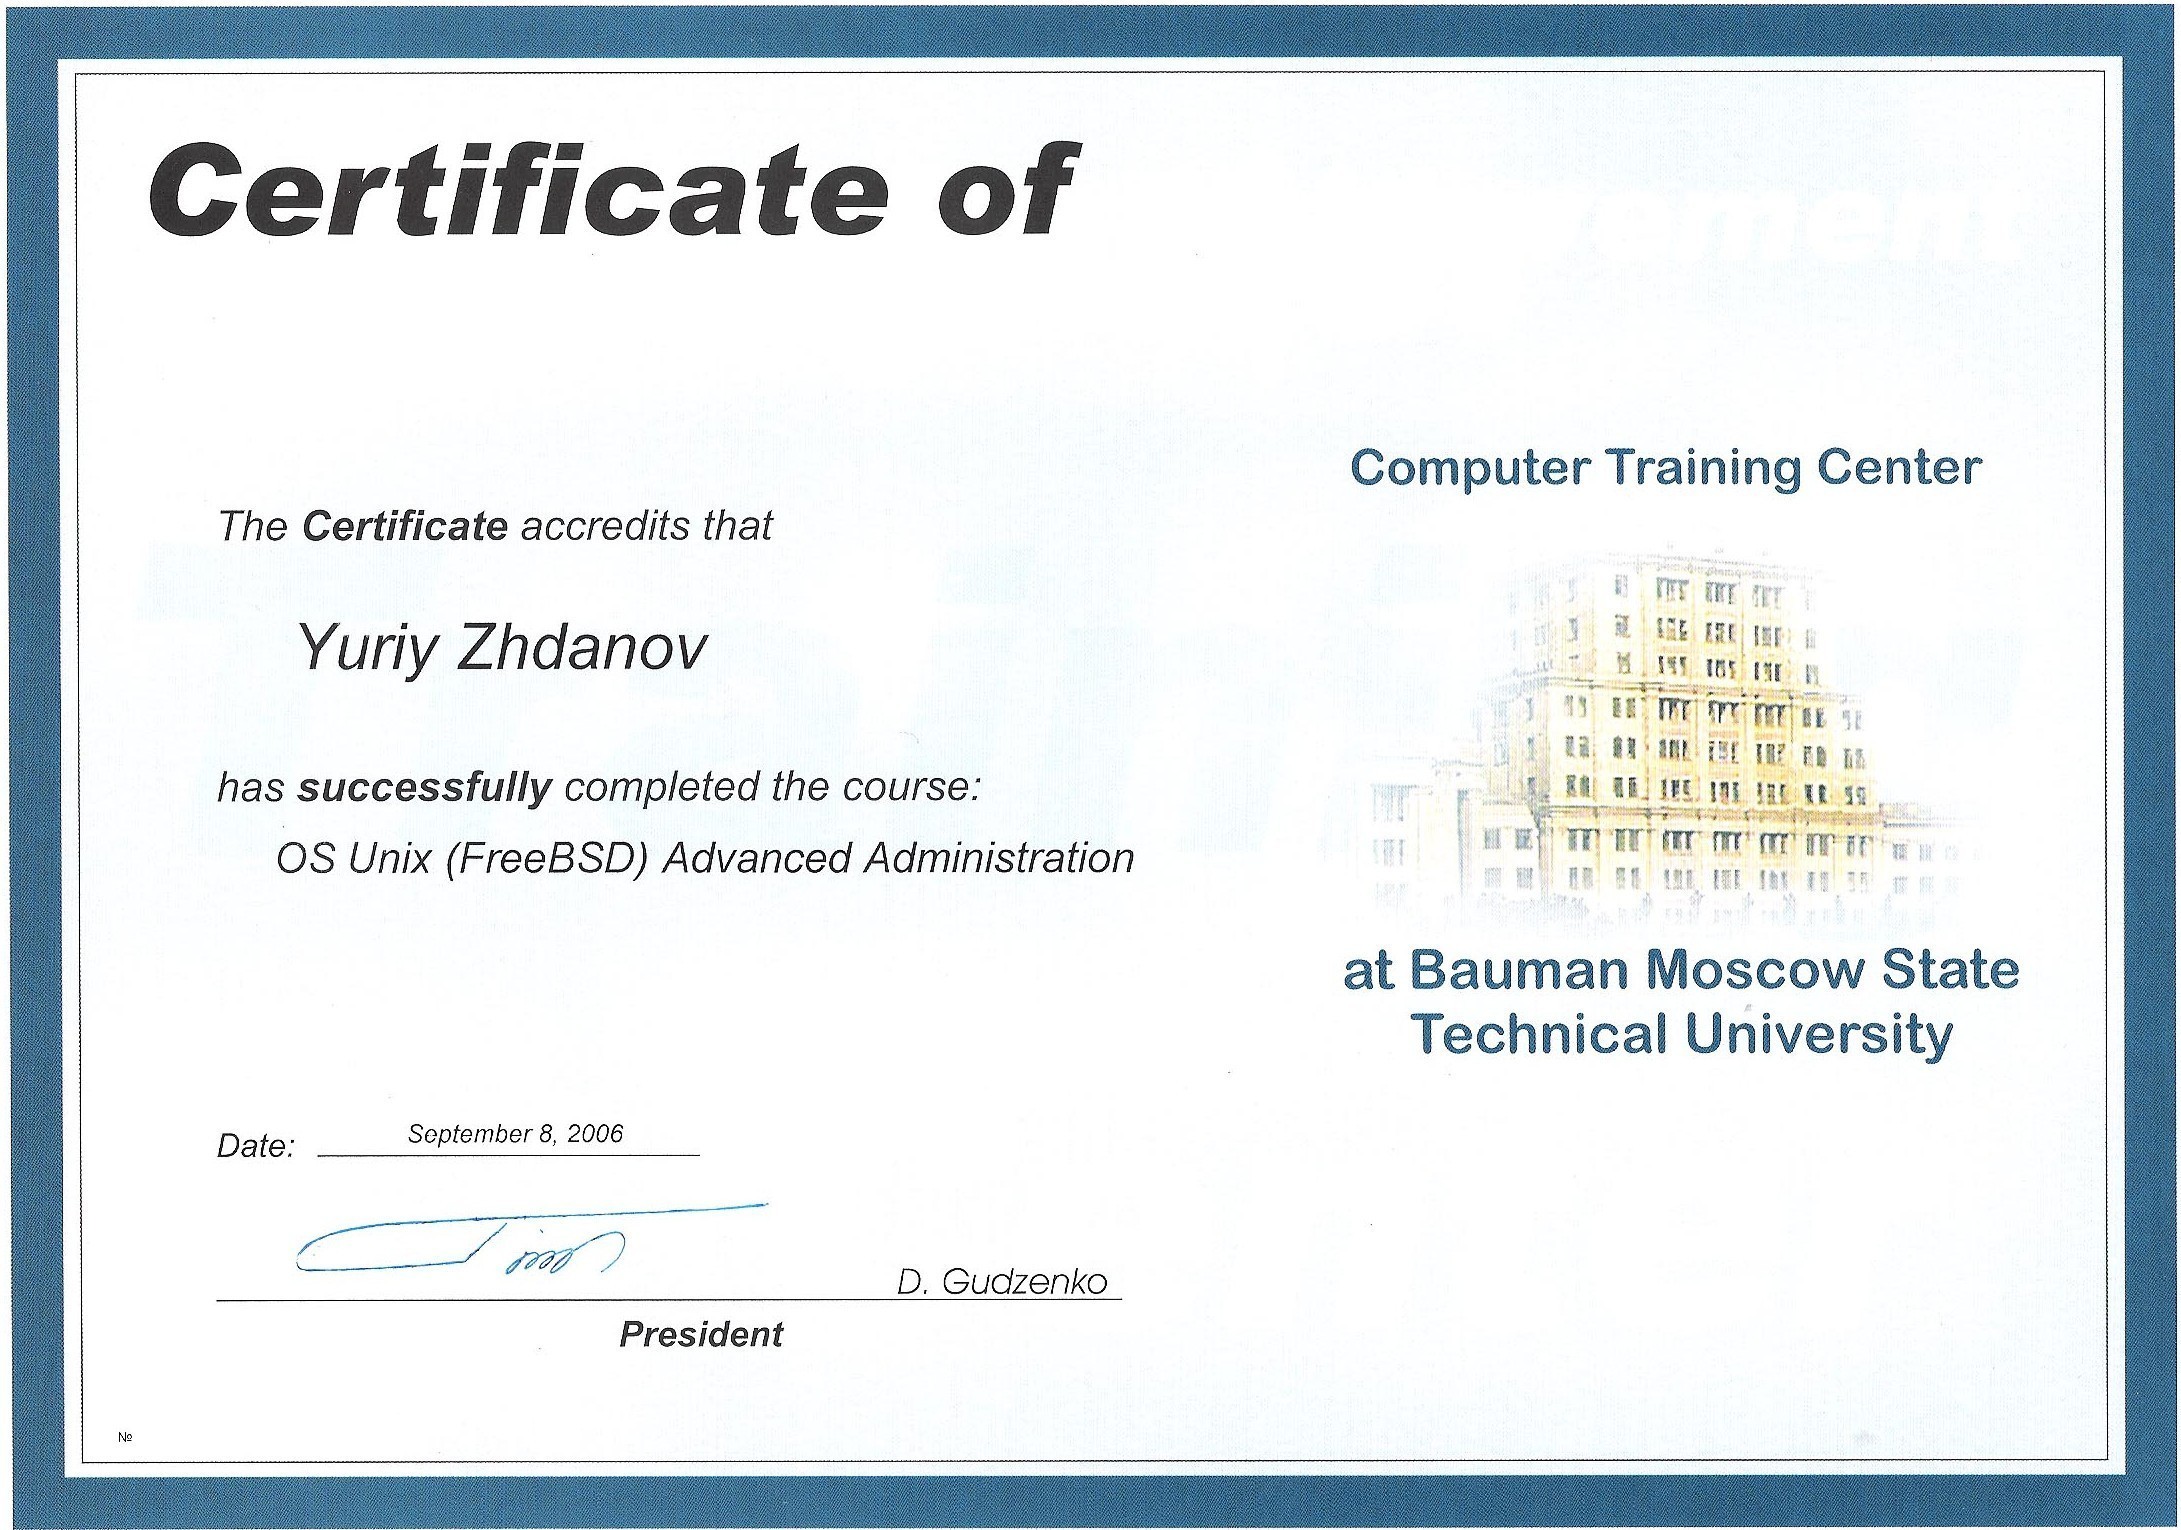 Certificate of
Computer Training Center
The Certificate accredits that
Yuriy Zhdanov
has successfully completed the course:
OS Unix (FreeBSD) Advanced Administration
at Bauman Moscow State
Technical University
Date: September 8, 2006
D. Gudzenko
President
№